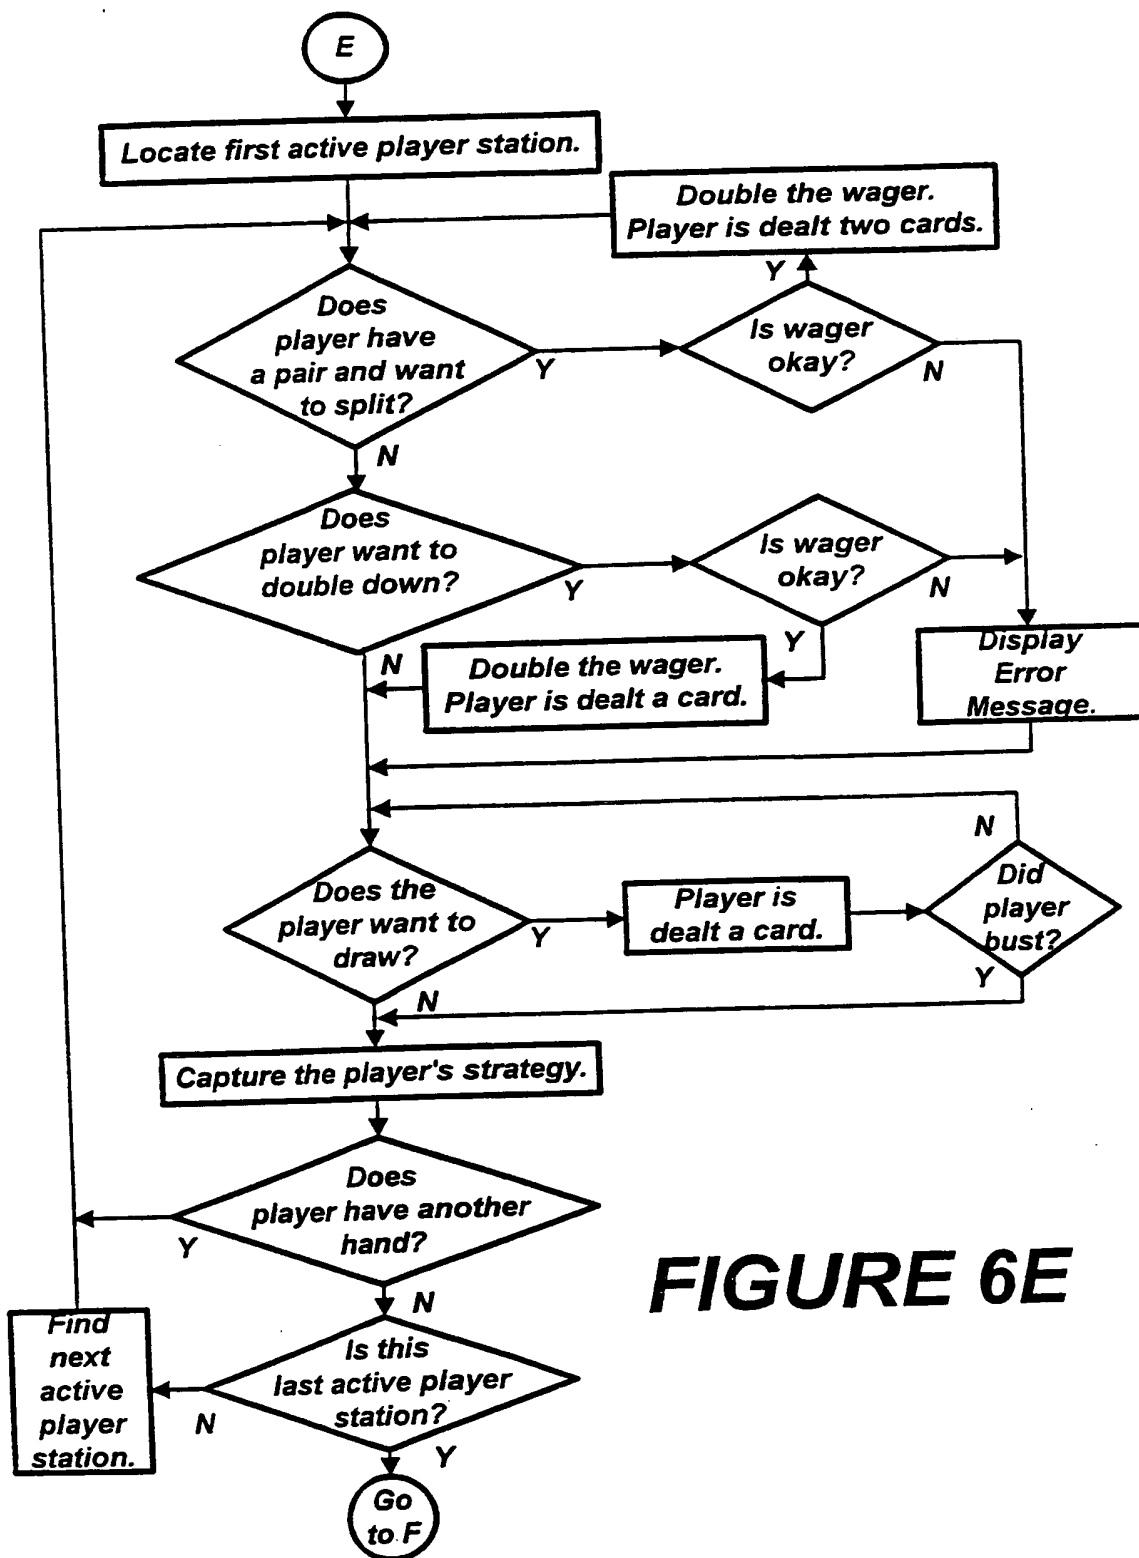 E
Locate first active player station.
Double the wager.
Player is dealt two cards.
Y
Does
player have
a pair and want
to split?
Y
Is wager
okay?
N
N
Does
player want to
double down?
Y
Is wager
okay?
N
Y
N
Double the wager.
Player is dealt a card.
Display
Error
Message.
N
Does the
player want to
draw?
Y
Player is
dealt a card.
Did
player
bust?
Y
N
Capture the player's strategy.
Does
player have another
hand?
Y
N
FIGURE 6E
Find
next
active
player
station.
Is this
last active player
station?
N
Y
Go
to F